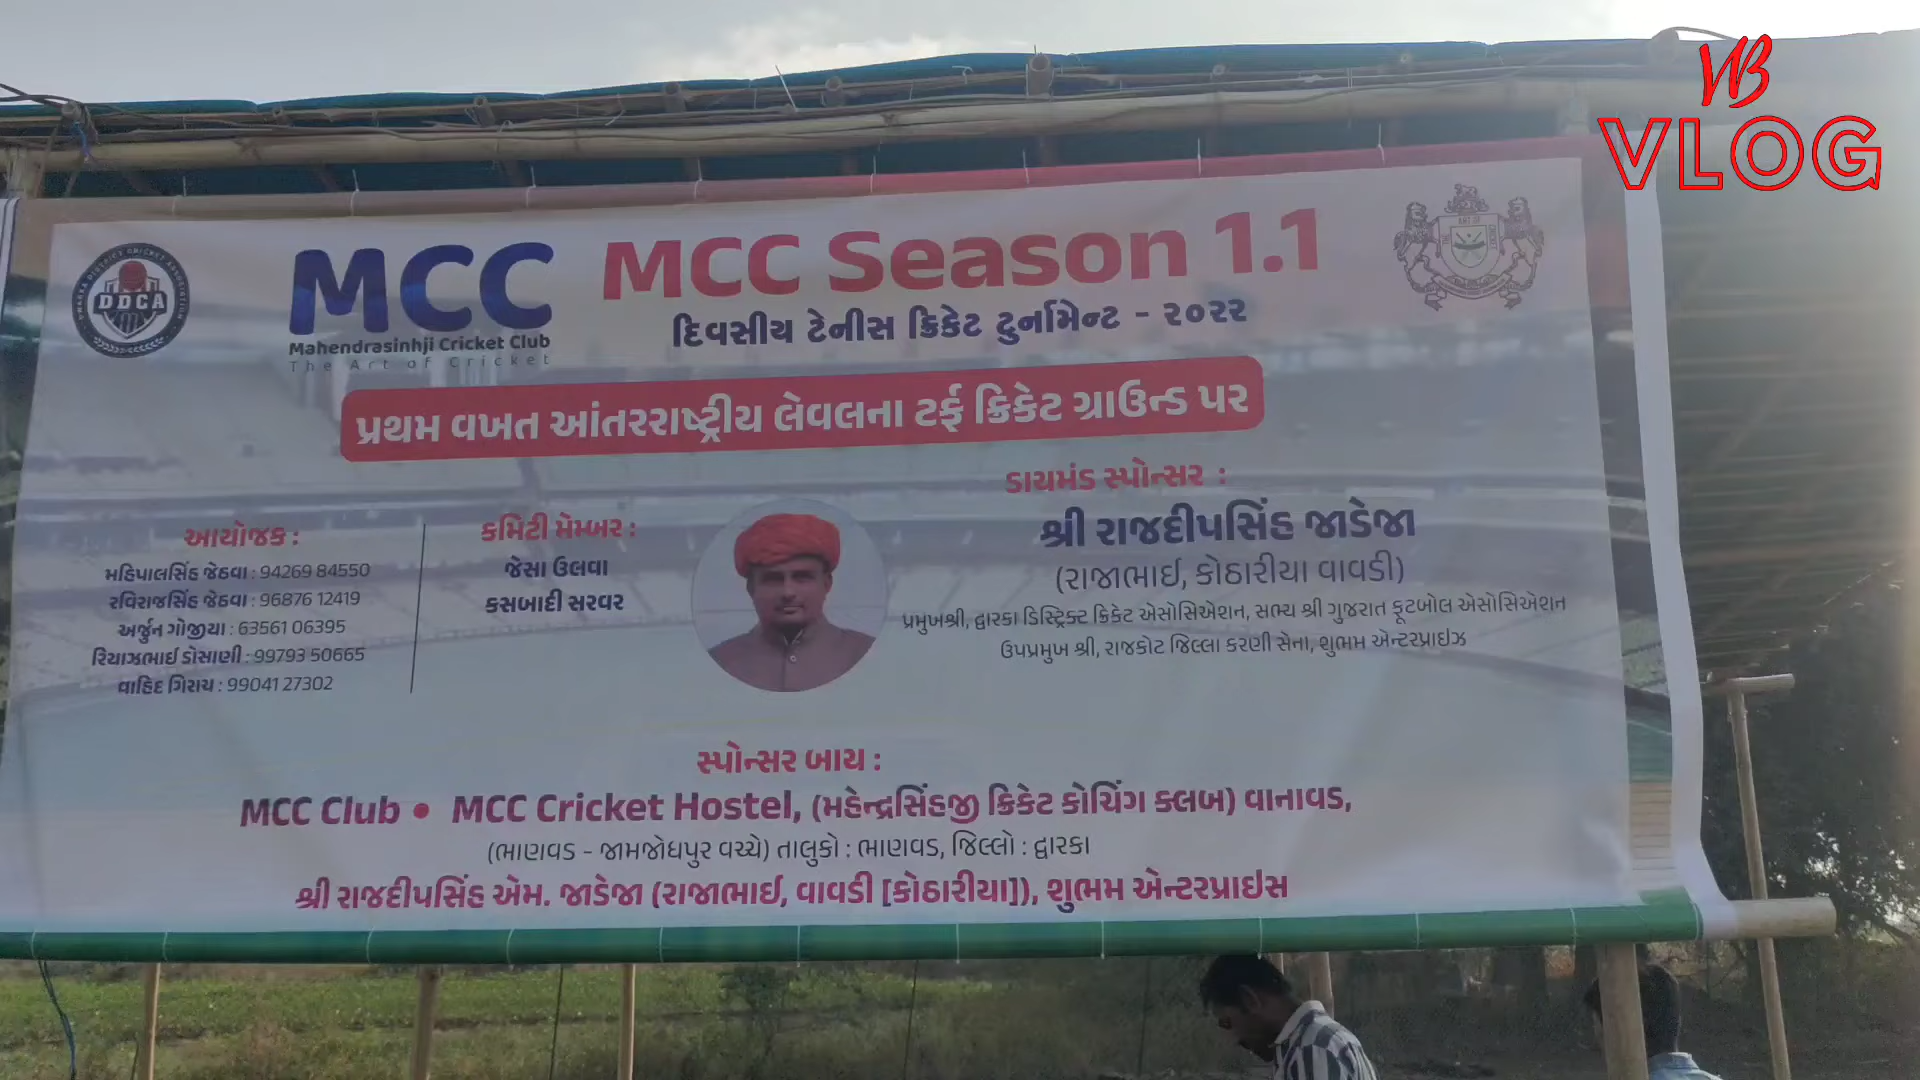 VB
VLOG
DWARKA DISTRICT CRICKET ASSOCIATION
DDCA
MCC
Mahendrasinhji Cricket Club
The Art of Cricket
MCC Season 1.1
દિવસીય ટેનીસ ક્રિકેટ ટુર્નામેન્ટ - ૨૦૨૨
પ્રથમ વખત આંતરરાષ્ટ્રીય લેવલના ટર્ફ ક્રિકેટ ગ્રાઉન્ડ પર
આયોજક :
મહિપાલસિંહ જેઠવા : 94269 84550
રવિરાજસિંહ જેઠવા : 96876 12419
અર્જુન ગોજીયા : 63561 06395
રિયાઝભાઈ ડોસાણી : 99793 50665
વાહિદ ગિરાચ : 99041 27302
કમિટી મેમ્બર :
જેસા ઉલવા
કસબાદી સરવર
ડાયમંડ સ્પોન્સર :
શ્રી રાજદીપસિંહ જાડેજા
(રાજાભાઈ, કોઠારીયા વાવડી)
પ્રમુખશ્રી, દ્વારકા ડિસ્ટ્રિક્ટ ક્રિકેટ એસોસિએશન, સભ્ય શ્રી ગુજરાત ફૂટબોલ એસોસિએશન
ઉપપ્રમુખ શ્રી, રાજકોટ જિલ્લા કરણી સેના, શુભમ એન્ટરપ્રાઇઝ
સ્પોન્સર બાય :
MCC Club • MCC Cricket Hostel, (મહેન્દ્રસિંહજી ક્રિકેટ કોચિંગ ક્લબ) વાનાવડ,
(ભાણવડ - જામજોધપુર વચ્ચે) તાલુકો : ભાણવડ, જિલ્લો : દ્વારકા
શ્રી રાજદીપસિંહ એમ. જાડેજા (રાજાભાઈ, વાવડી [કોઠારીયા]), શુભમ એન્ટરપ્રાઇસ